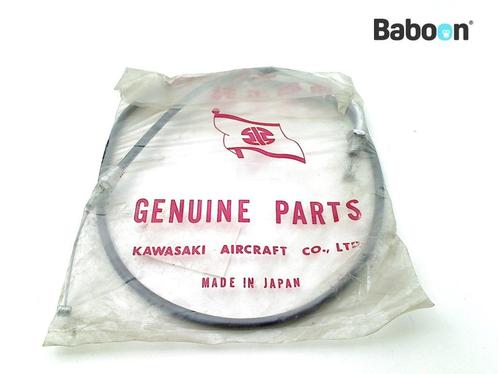 Baboon
GENUINE PARTS
KAWASAKI AIRCRAFT CO., LTD
MADE IN JAPAN